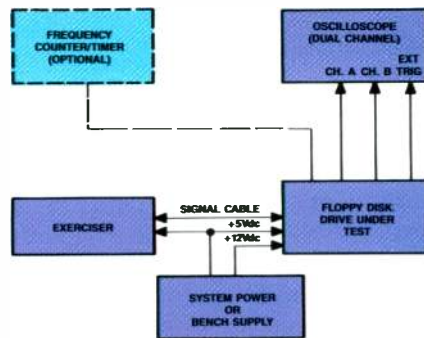 FREQUENCY
COUNTER/TIMER
(OPTIONAL)
OSCILLOSCOPE
(DUAL CHANNEL)
EXT
CH. A CH. B TRIG
SIGNAL CABLE
+5Vdc
+12Vdc
EXERCISER
FLOPPY DISK
DRIVE UNDER
TEST
SYSTEM POWER
OR
BENCH SUPPLY